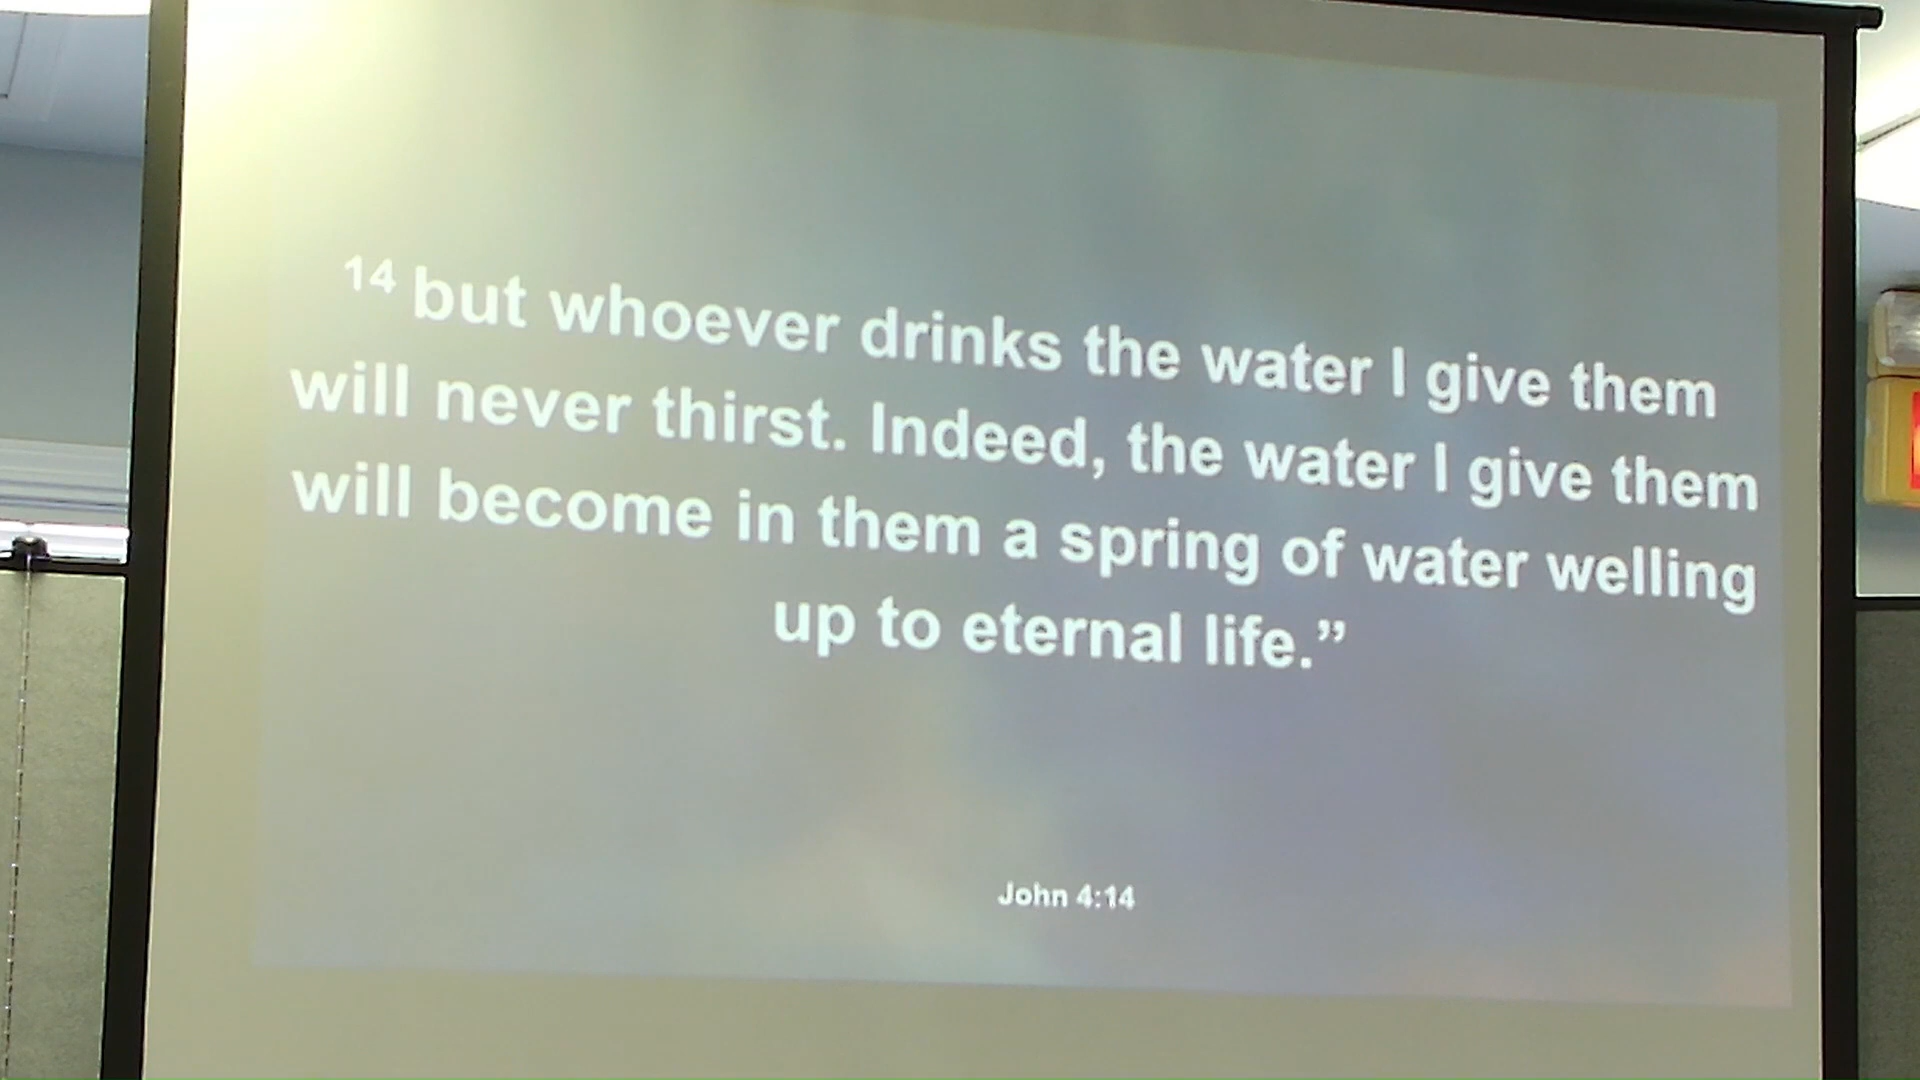 14 but whoever drinks the water I give them
will never thirst. Indeed, the water I give them
will become in them a spring of water welling
up to eternal life.”
John 4:14